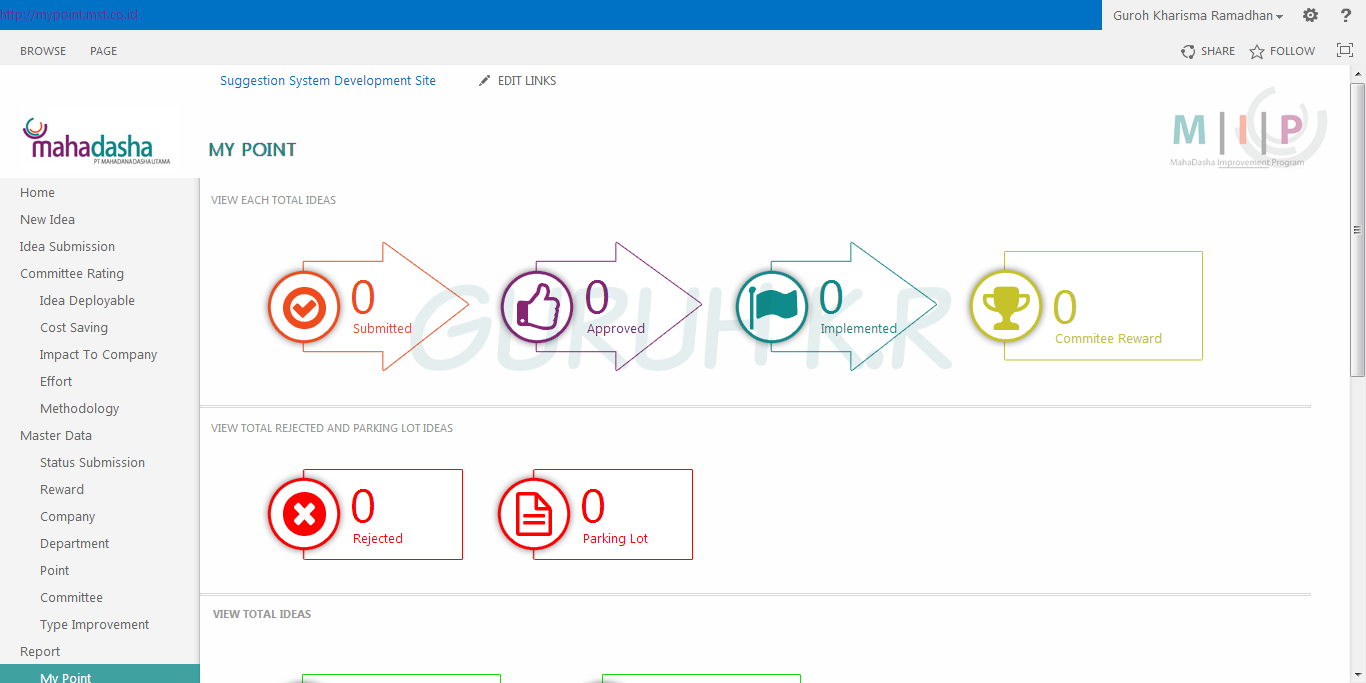 http://mypoint.mst.co.id
Guroh Kharisma Ramadhan
?
BROWSE PAGE
SHARE FOLLOW
Suggestion System Development Site EDIT LINKS
mahadasha
PT MAHADANA DASHA UTAMA
MY POINT
M | I | P
MahaDasha Improvement Program
Home
New Idea
Idea Submission
Committee Rating
Idea Deployable
Cost Saving
Impact To Company
Effort
Methodology
Master Data
Status Submission
Reward
Company
Department
Point
Committee
Type Improvement
Report
My Point
VIEW EACH TOTAL IDEAS
0
Submitted
0
Approved
0
Implemented
0
Commitee Reward
GURUH K.R
VIEW TOTAL REJECTED AND PARKING LOT IDEAS
0
Rejected
0
Parking Lot
VIEW TOTAL IDEAS